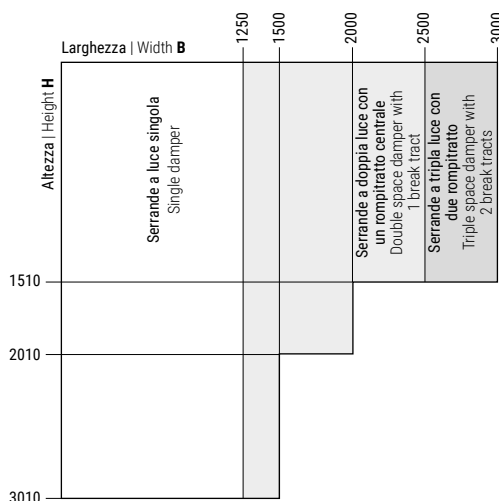 Larghezza | Width B
1250
1500
2000
2500
3000
Altezza | Height H
Serrande a luce singola
Single damper
Serrande a doppia luce con
un rompitratto centrale
Double space damper with
1 break tract
Serrande a tripla luce con
due rompitratto
Triple space damper with
2 break tracts
1510
2010
3010